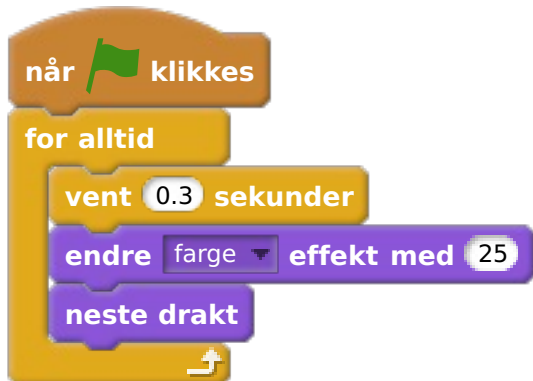 når klikkes
for alltid
vent 0.3 sekunder
endre farge effekt med 25
neste drakt